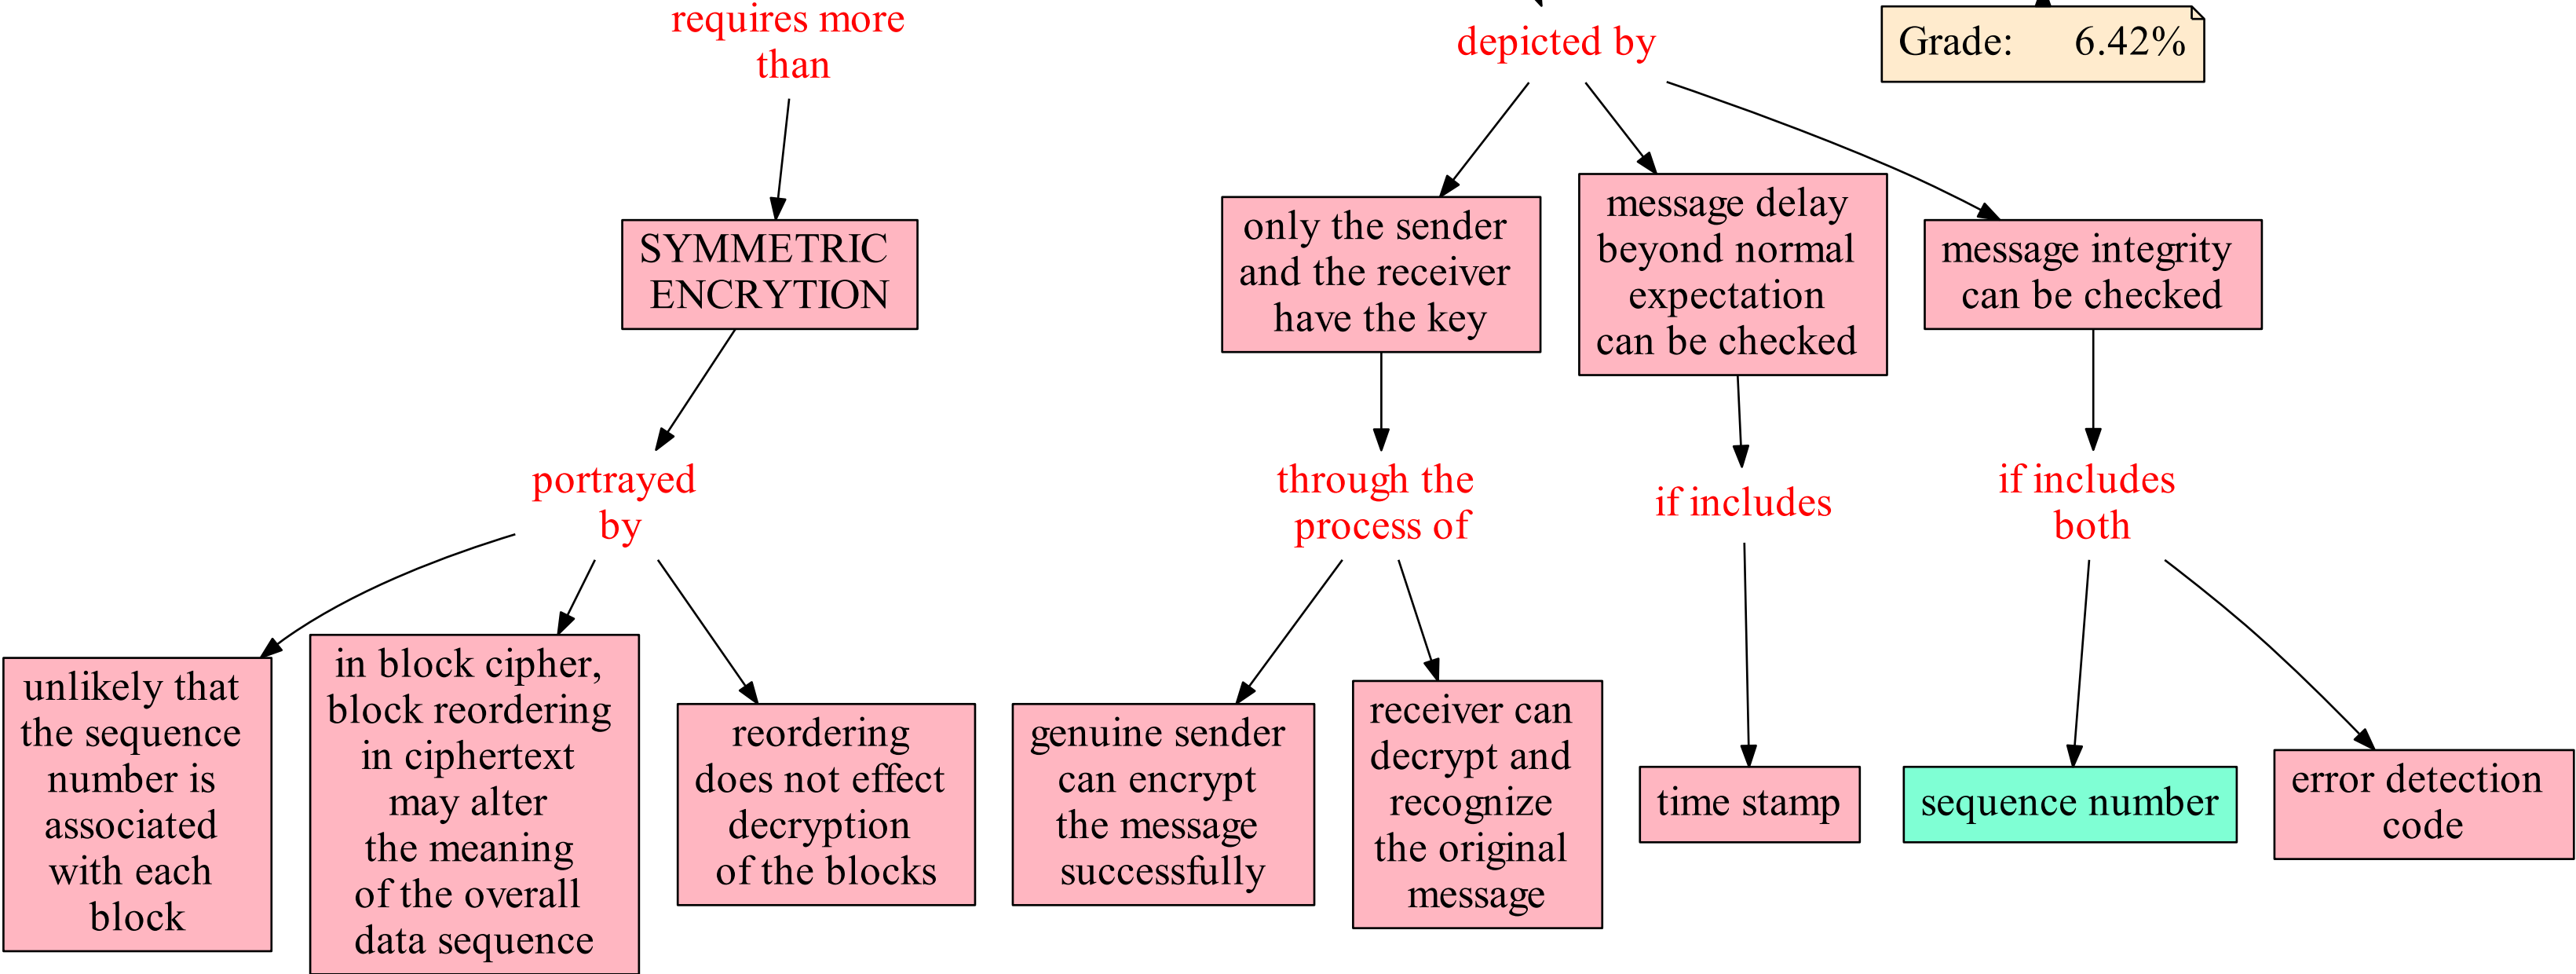 requires more
than
depicted by
Grade: 6.42%
SYMMETRIC
ENCRYTION
only the sender
and the receiver
have the key
message delay
beyond normal
expectation
can be checked
message integrity
can be checked
portrayed
by
through the
process of
if includes
if includes
both
unlikely that
the sequence
number is
associated
with each
block
in block cipher,
block reordering
in ciphertext
may alter
the meaning
of the overall
data sequence
reordering
does not effect
decryption
of the blocks
genuine sender
can encrypt
the message
successfully
receiver can
decrypt and
recognize
the original
message
time stamp
sequence number
error detection
code